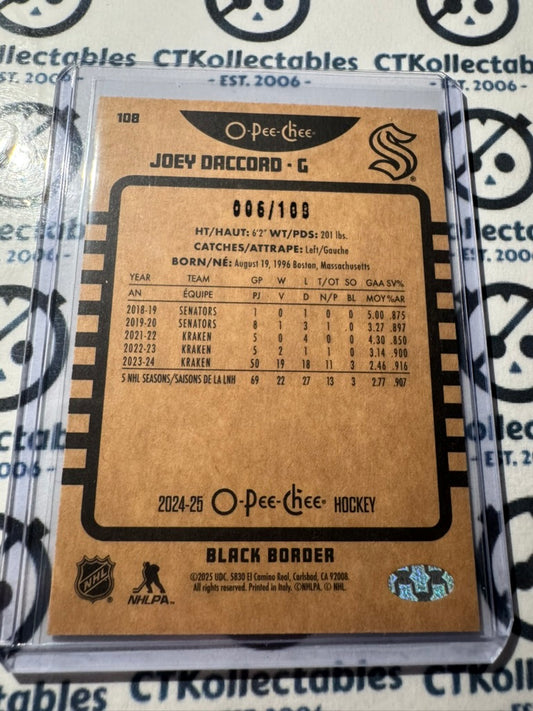 CTKollectables CTKollectables
- EST. 2006 - - EST. 2006 -
108
O-Pee-Chee
JOEY DACCORD - G
006/100
HT/HAUT: 6'2" WT/PDS: 201 lbs.
CATCHES/ATTRAPE: Left/Gauche
BORN/NÉ: August 19, 1996 Boston, Massachusetts
YEAR TEAM GP W L T/OT SO GAA SV%
AN ÉQUIPE PJ V D N/P BL MOY %AR
2018-19 SENATORS 1 0 1 0 0 5.00 .875
2019-20 SENATORS 8 1 3 1 0 3.27 .897
2021-22 KRAKEN 5 0 4 0 0 4.30 .850
2022-23 KRAKEN 5 2 1 1 0 3.14 .900
2023-24 KRAKEN 50 19 18 11 3 2.46 .916
5 NHL SEASONS/SAISONS DE LA LNH 69 22 27 13 3 2.77 .907
2024-25 O-Pee-Chee® HOCKEY
BLACK BORDER
NHL
NHLPA™
©2025 UDC. 5830 El Camino Real, Carlsbad, CA 92008.
All rights reserved. Printed in Italy. ©NHLPA. © NHL.
CTKollectables CTKollectables